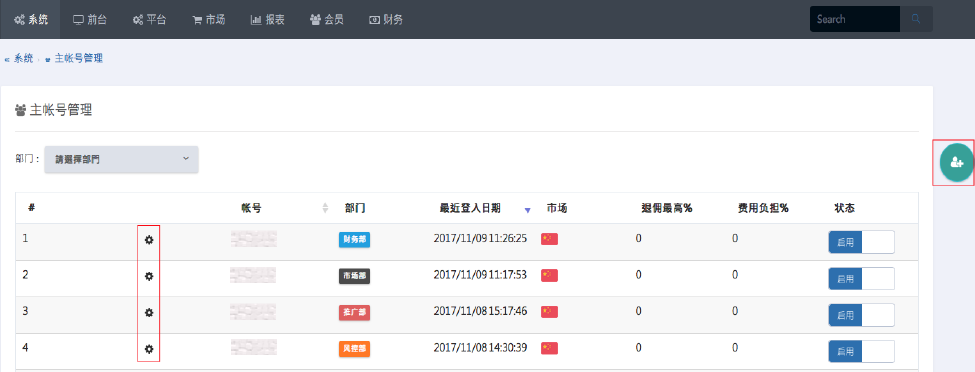 系统 前台 平台 市场 报表 会员 财务 Search
« 系统 主帐号管理
主帐号管理
部门： 請選擇部門
# 帐号 部门 最近登入日期 市场 退佣最高% 费用负担% 状态
1 财务部 2017/11/09 11:26:25 0 0 启用
2 市场部 2017/11/09 11:17:53 0 0 启用
3 推广部 2017/11/08 15:17:46 0 0 启用
4 风控部 2017/11/08 14:30:39 0 0 启用